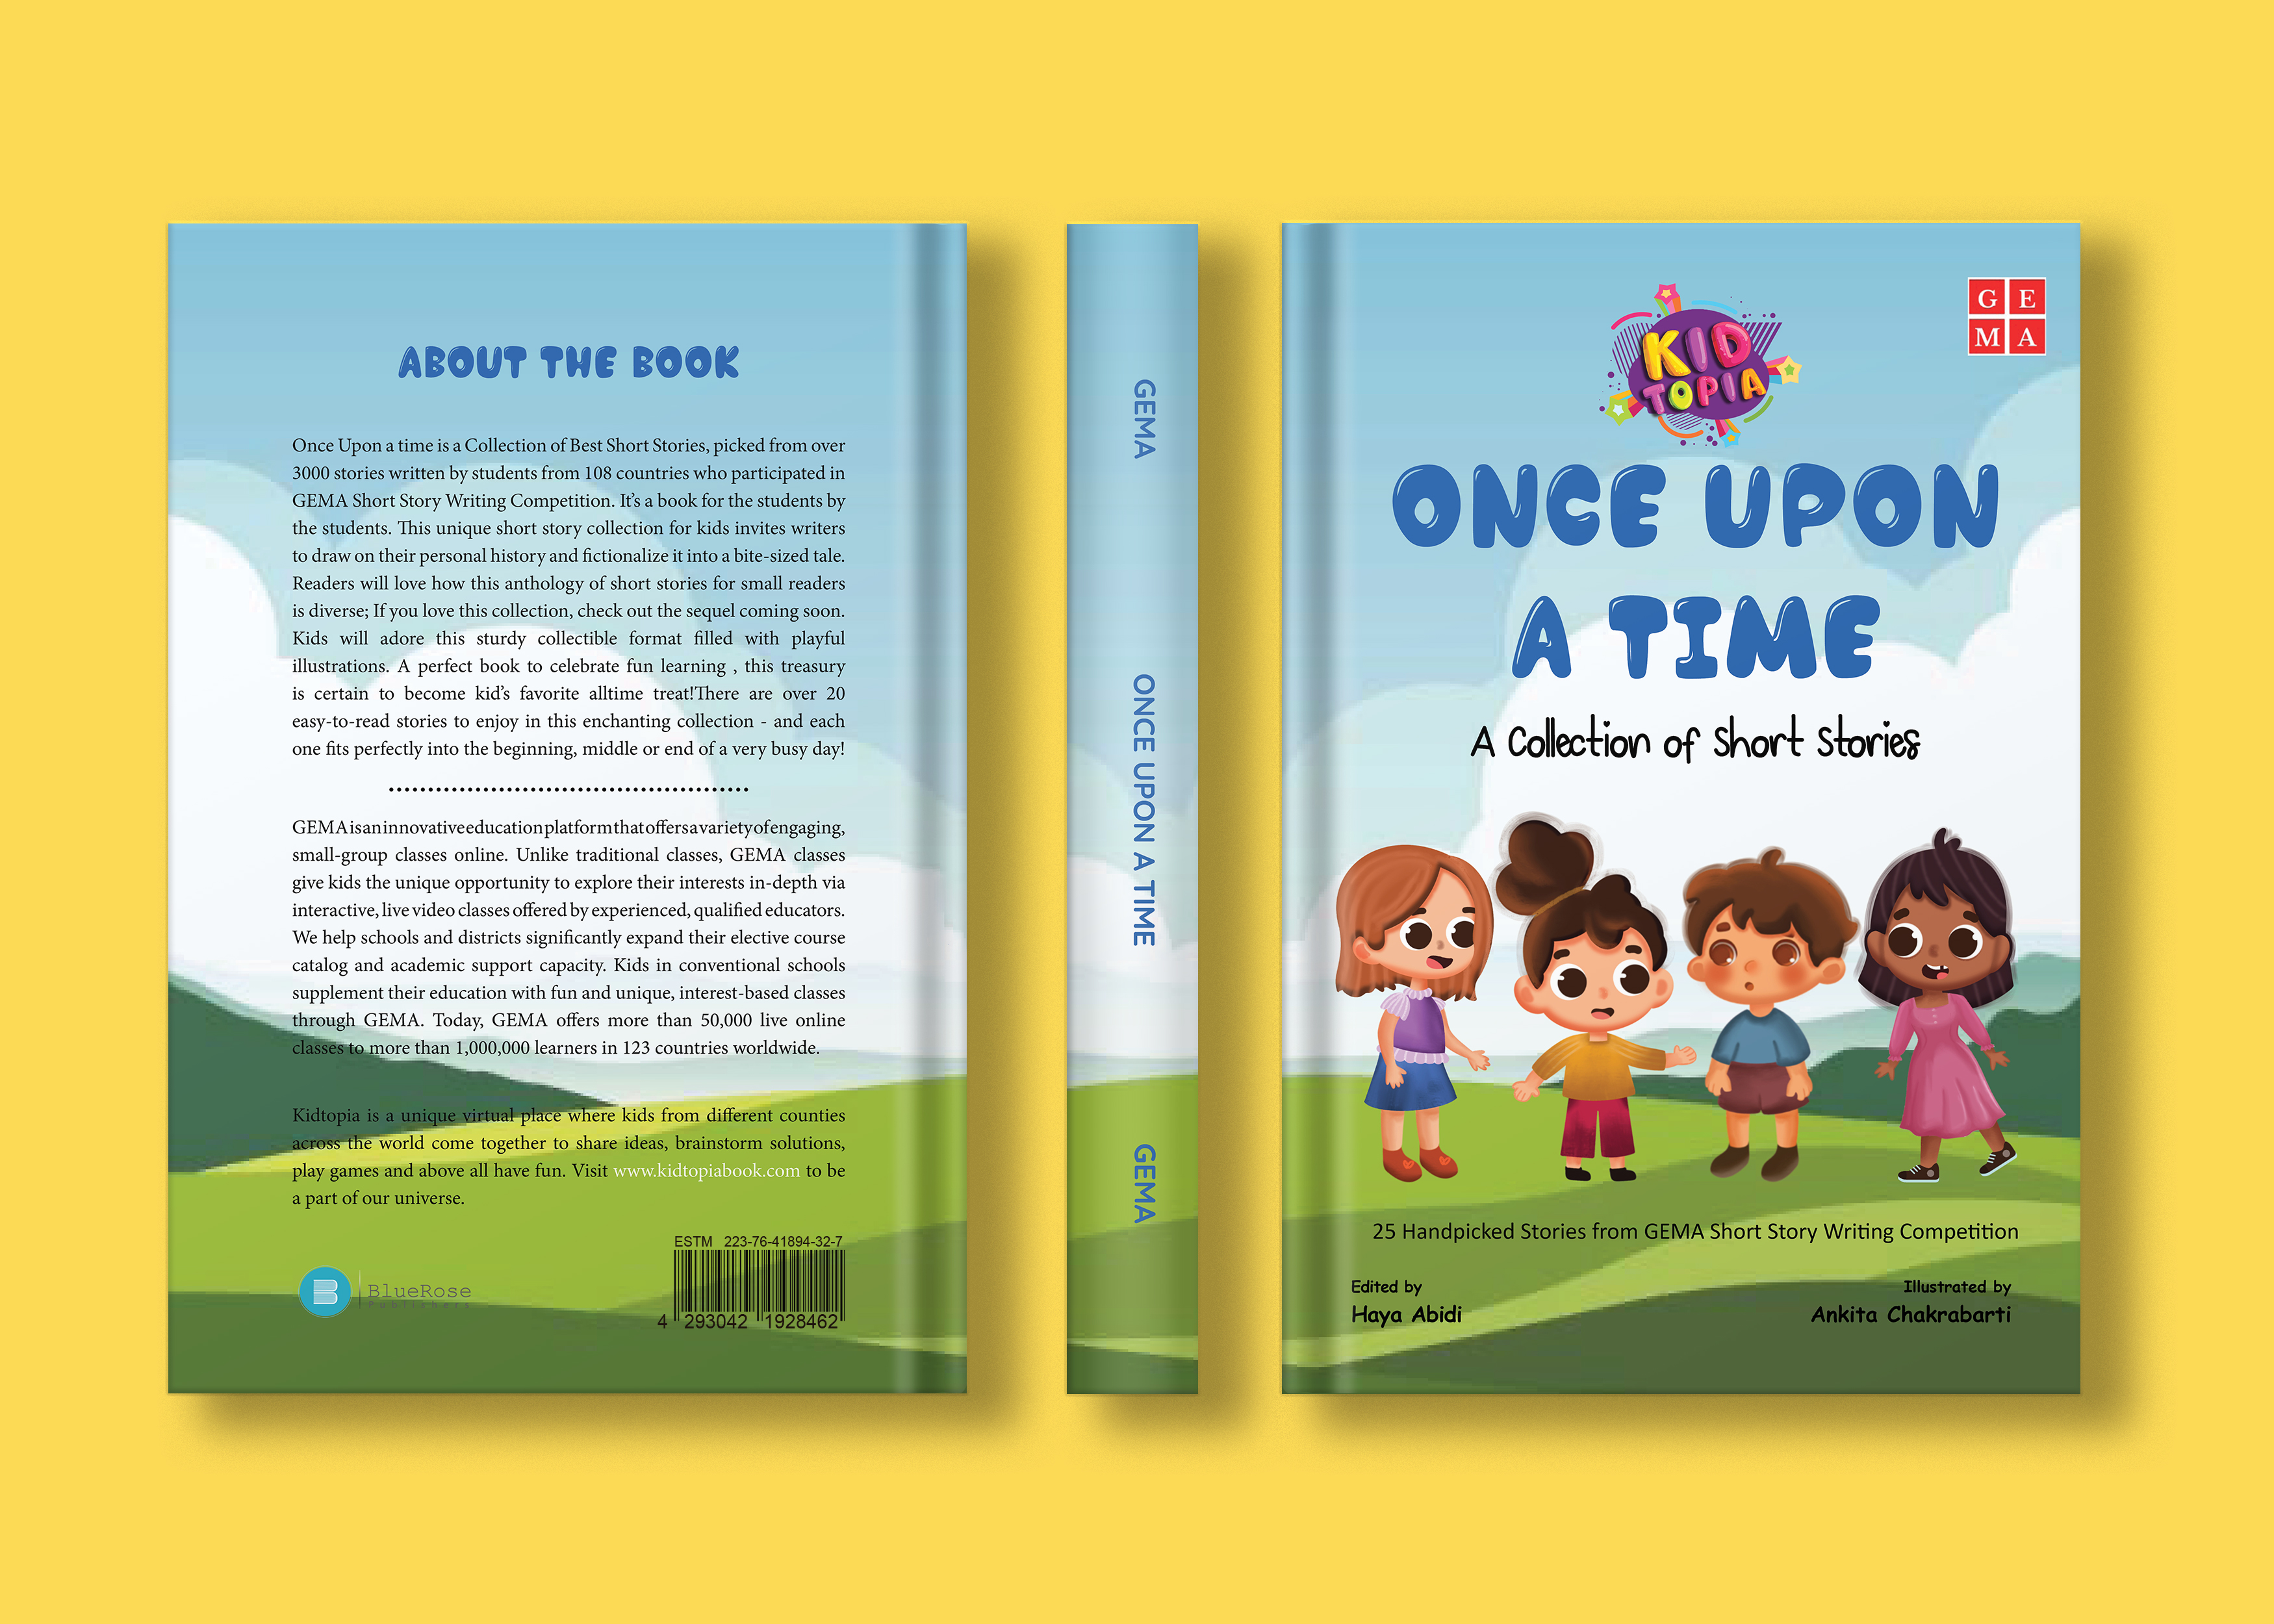 ABOUT THE BOOK
Once Upon a time is a Collection of Best Short Stories, picked from over
3000 stories written by students from 108 countries who participated in
GEMA Short Story Writing Competition. It's a book for the students by
the students. This unique short story collection for kids invites writers
to draw on their personal history and fictionalize it into a bite-sized tale.
Readers will love how this anthology of short stories for small readers
is diverse; If you love this collection, check out the sequel coming soon.
Kids will adore this sturdy collectible format filled with playful
illustrations. A perfect book to celebrate fun learning , this treasury
is certain to become kid's favorite alltime treat!There are over 20
easy-to-read stories to enjoy in this enchanting collection - and each
one fits perfectly into the beginning, middle or end of a very busy day!
GEMA is an innovative education platform that offers a variety of engaging,
small-group classes online. Unlike traditional classes, GEMA classes
give kids the unique opportunity to explore their interests in-depth via
interactive, live video classes offered by experienced, qualified educators.
We help schools and districts significantly expand their elective course
catalog and academic support capacity. Kids in conventional schools
supplement their education with fun and unique, interest-based classes
through GEMA. Today, GEMA offers more than 50,000 live online
classes to more than 1,000,000 learners in 123 countries worldwide.
Kidtopia is a unique virtual place where kids from different counties
across the world come together to share ideas, brainstorm solutions,
play games and above all have fun. Visit www.kidtopiabook.com to be
a part of our universe.
B
BlueRose
Publishers
ESTM 223-76-41894-32-7
4 293042 1928462
GEMA
ONCE UPON A TIME
GEMA
KID
TOPIA
G E
M A
ONCE UPON
A TIME
A Collection of Short Stories
25 Handpicked Stories from GEMA Short Story Writing Competition
Edited by
Haya Abidi
Illustrated by
Ankita Chakrabarti